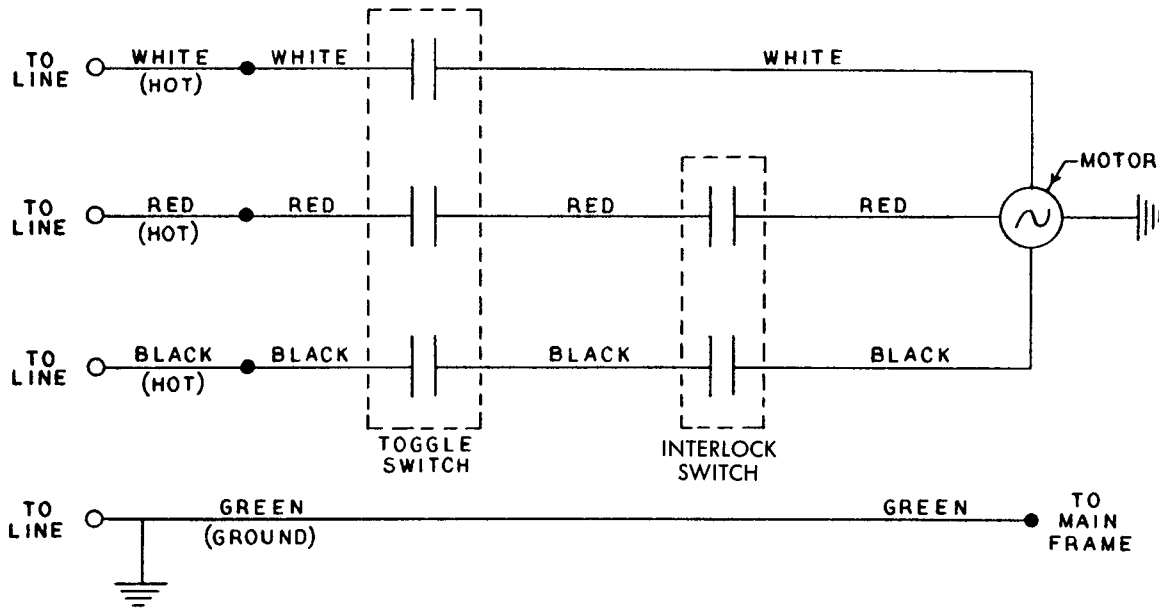 TO
LINE
WHITE
(HOT)
WHITE
WHITE
TO
LINE
RED
(HOT)
RED
RED
RED
MOTOR
TO
LINE
BLACK
(HOT)
BLACK
BLACK
BLACK
TOGGLE
SWITCH
INTERLOCK
SWITCH
TO
LINE
GREEN
(GROUND)
GREEN
TO
MAIN
FRAME